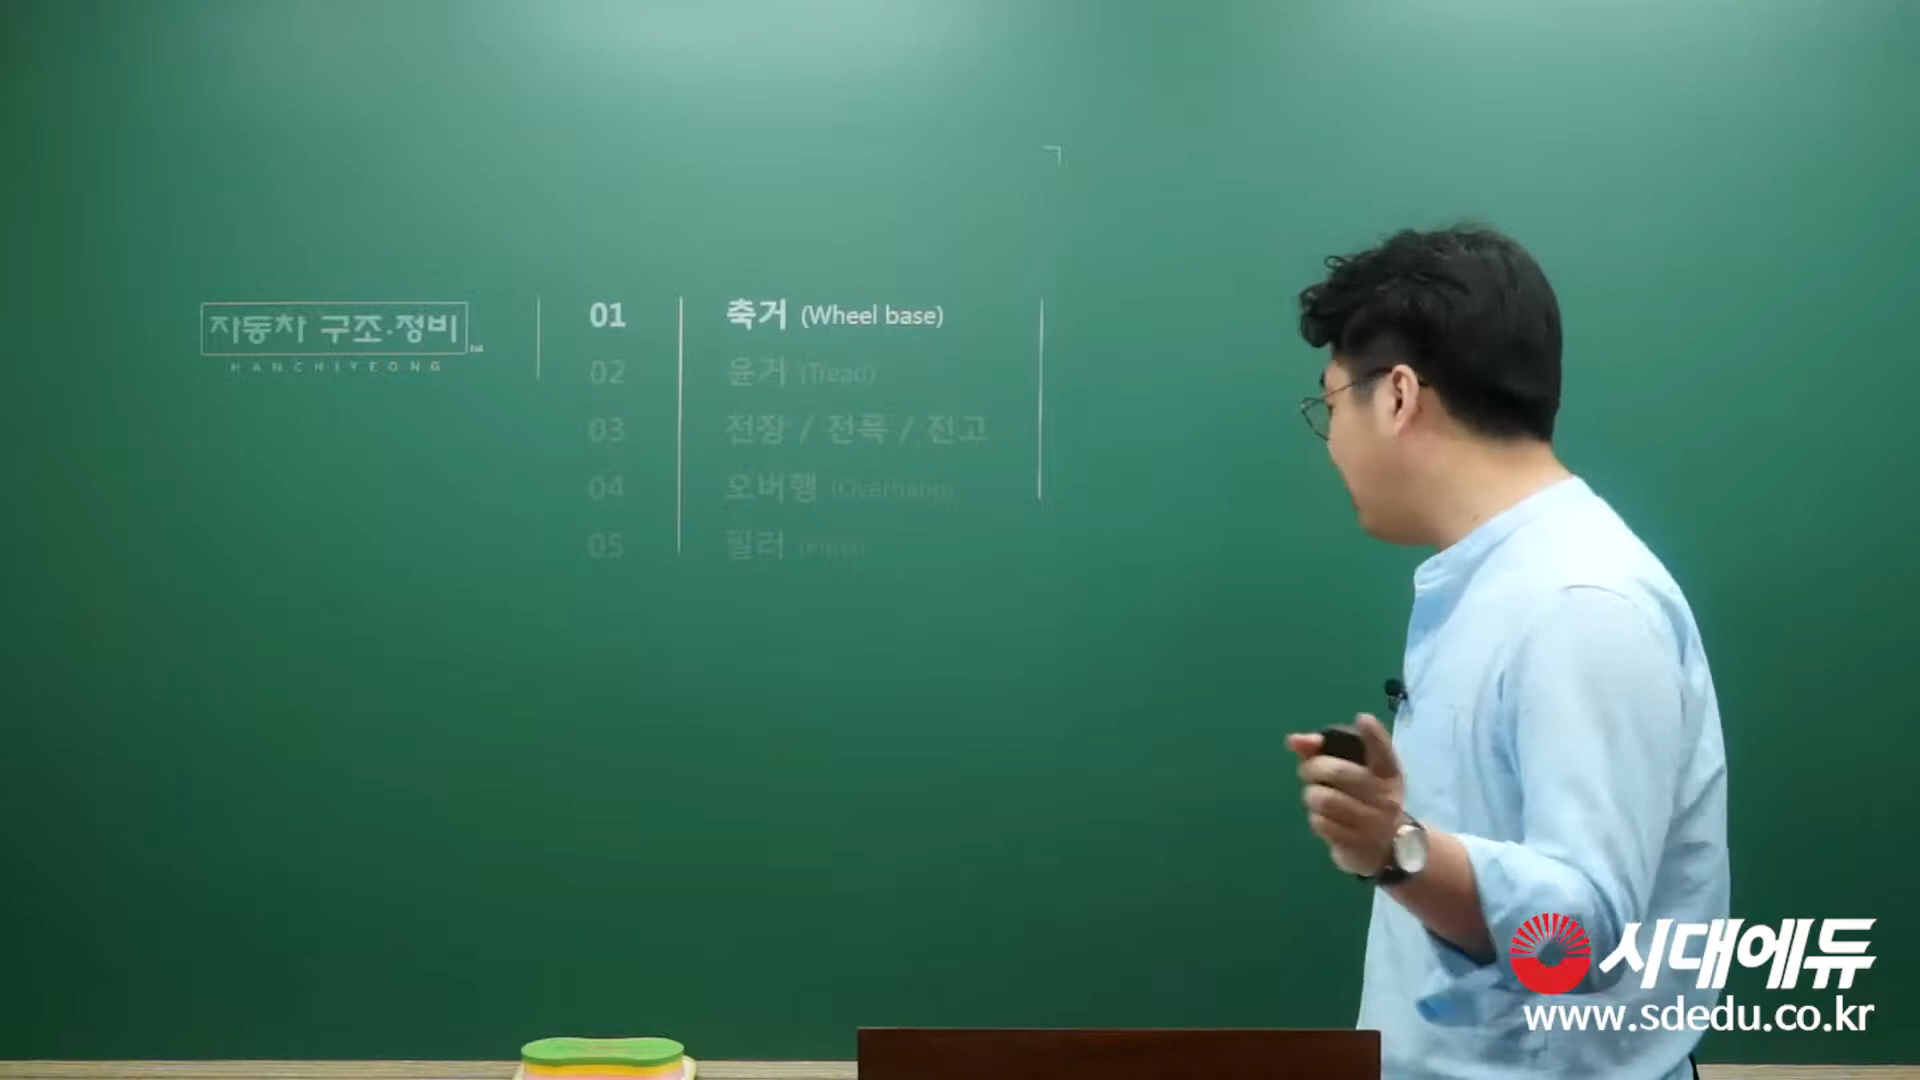 자동차 구조·정비
HANCHIYEONG
01 축거 (Wheel base)
02 윤거 (Tread)
03 전장 / 전폭 / 전고
04 오버행 (Overhang)
05 필러
시대에듀
www.sdedu.co.kr